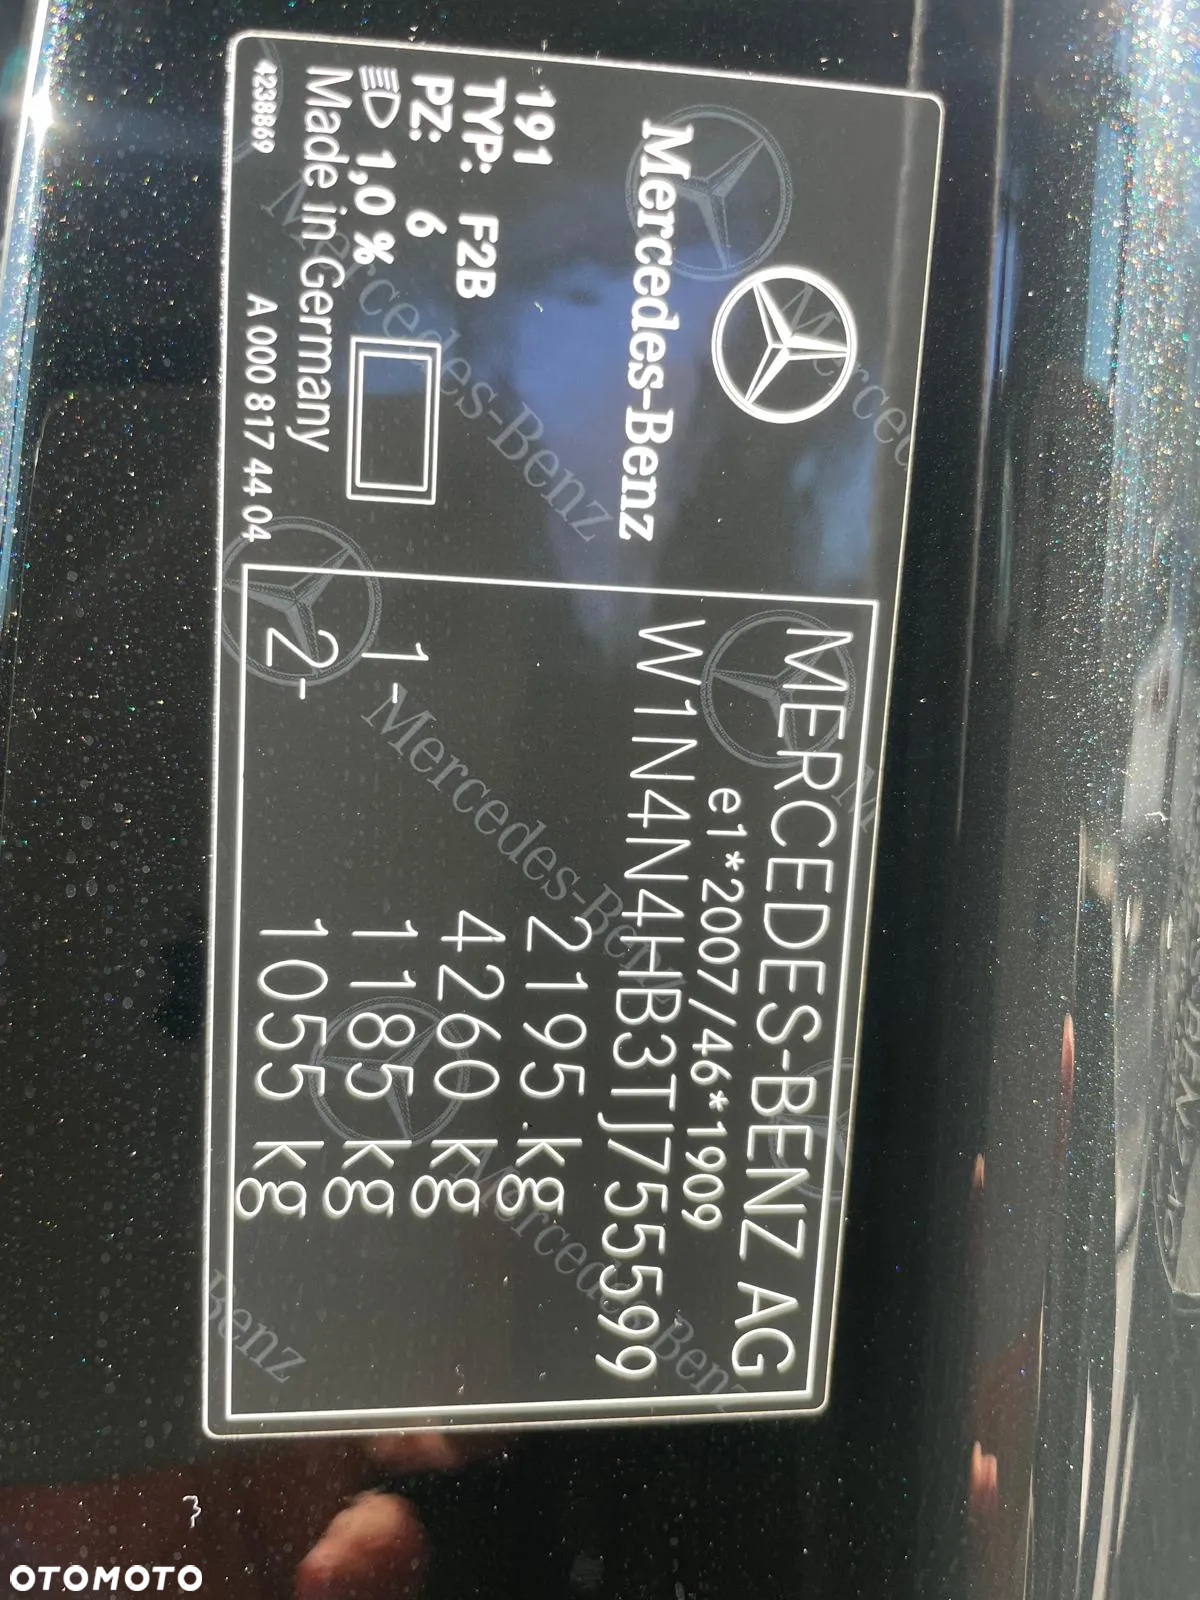 Mercedes-Benz
191
TYP: F2B
PZ: 6
1,0 %
Made in Germany
4238869 A 000 817 44 04
MERCEDES-BENZ AG
e1*2007/46*1909
W1N4N4HB3TJ755599
2195 kg
4260 kg
1- 1185 kg
2- 1055 kg
OTOMOTO